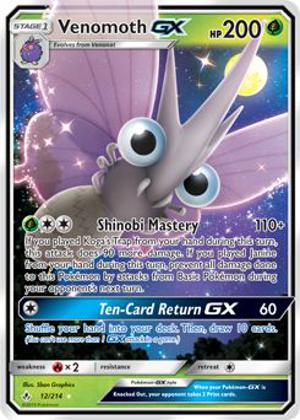 STAGE 1
Venomoth GX
HP 200
Evolves from Venonat
Shinobi Mastery 110+
If you played Koga's Trap from your hand during this turn,
this attack does 90 more damage. If you played Janine
from your hand during this turn, prevent all damage done
to this Pokémon by attacks from Basic Pokémon during
your opponent's next turn.
Ten-Card Return GX 60
Shuffle your hand into your deck. Then, draw 10 cards.
(You can't use more than 1 GX attack in a game.)
weakness ×2 resistance retreat
Illus. 5ban Graphics
12/214
©2019 Pokémon
Pokémon-GX rule
When your Pokémon-GX is
Knocked Out, your opponent takes 2 Prize cards.